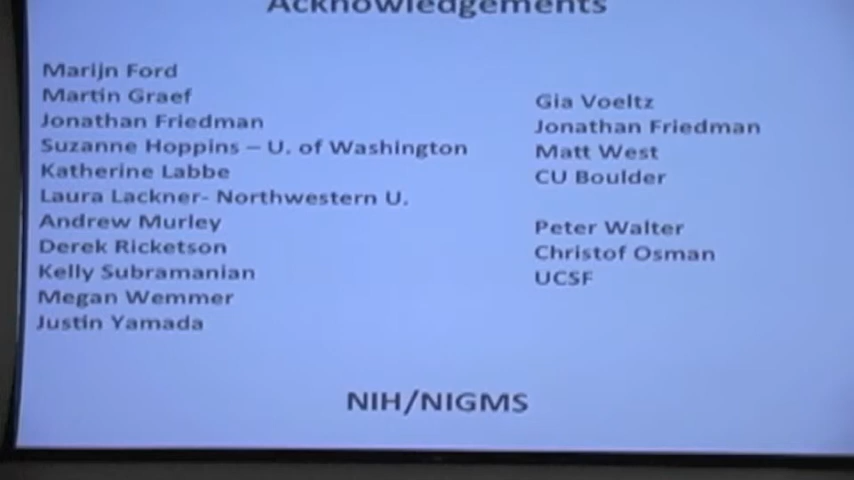 Acknowledgements
Marijn Ford
Martin Graef
Jonathan Friedman
Suzanne Hoppins – U. of Washington
Katherine Labbe
Laura Lackner- Northwestern U.
Andrew Murley
Derek Ricketson
Kelly Subramanian
Megan Wemmer
Justin Yamada
Gia Voeltz
Jonathan Friedman
Matt West
CU Boulder
Peter Walter
Christof Osman
UCSF
NIH/NIGMS